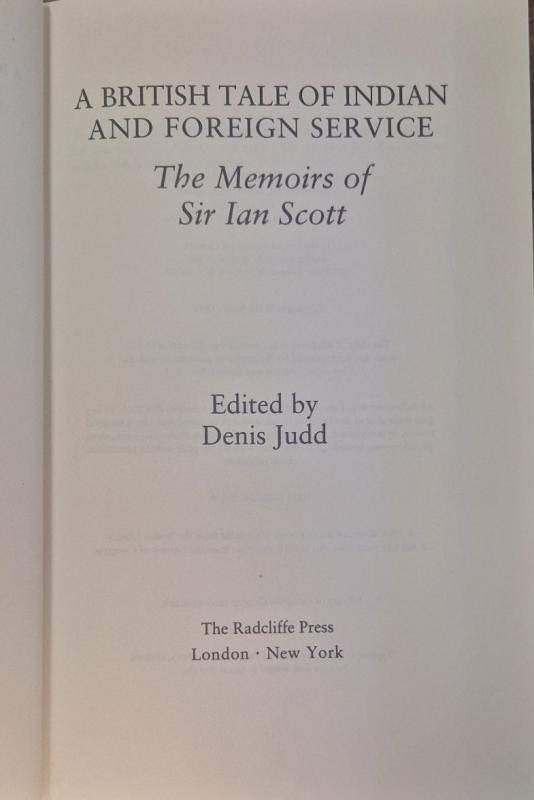 A BRITISH TALE OF INDIAN
AND FOREIGN SERVICE
The Memoirs of
Sir Ian Scott
Edited by
Denis Judd
The Radcliffe Press
London · New York